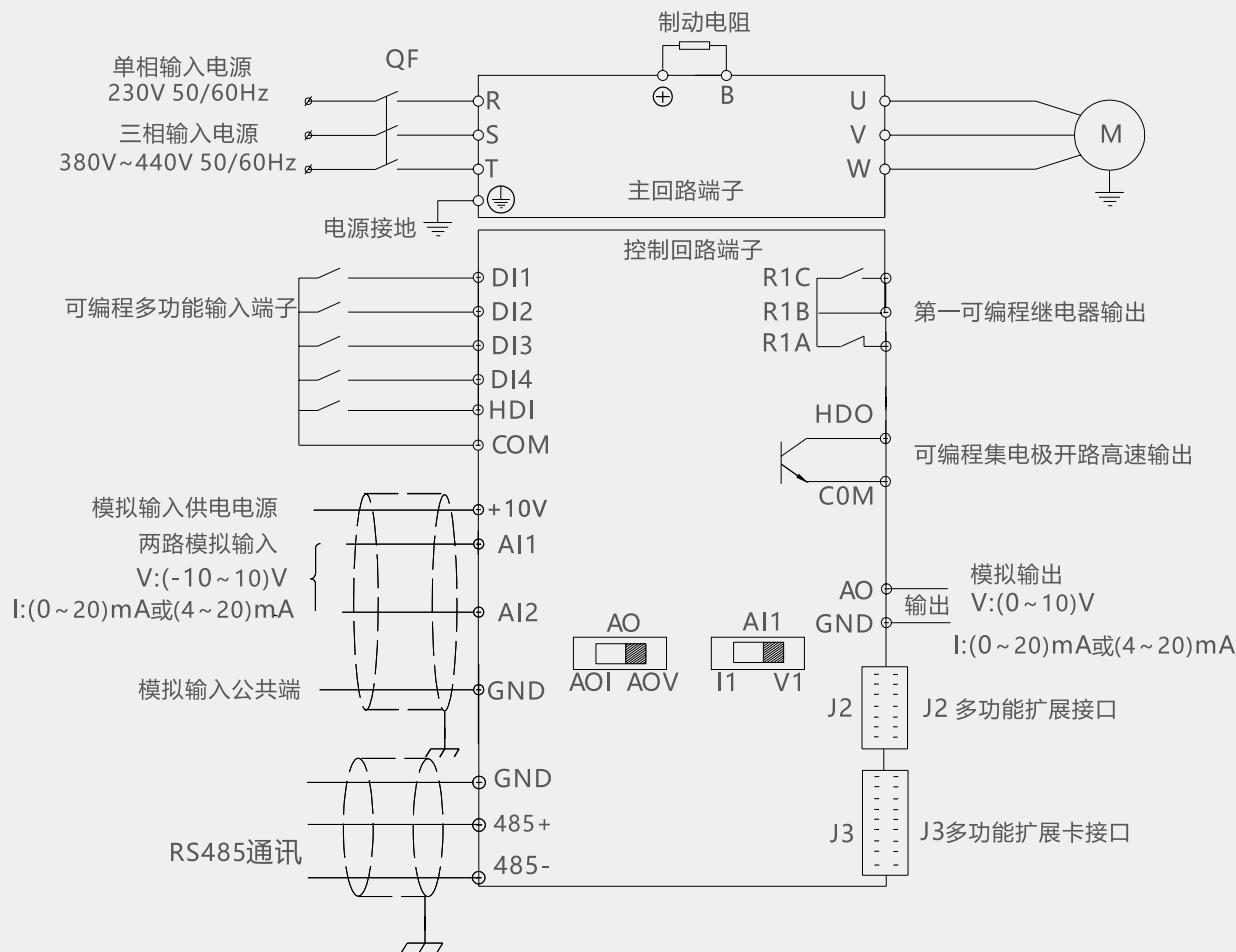 制动电阻
QF
单相输入电源
230V 50/60Hz
三相输入电源
380V~440V 50/60Hz
R
S
T
B
U
V
W
M
主回路端子
电源接地
控制回路端子
可编程多功能输入端子
DI1
DI2
DI3
DI4
HDI
COM
R1C
R1B
R1A
第一可编程继电器输出
HDO
C0M
可编程集电极开路高速输出
模拟输入供电电源
+10V
两路模拟输入
V:(-10~10)V
I:(0~20)mA或(4~20)mA
AI1
AI2
模拟输入公共端
GND
AO
GND
输出
模拟输出
V:(0~10)V
I:(0~20)mA或(4~20)mA
AO
AOI AOV
AI1
I1 V1
J2
J2 多功能扩展接口
J3
J3多功能扩展卡接口
GND
485+
485-
RS485通讯